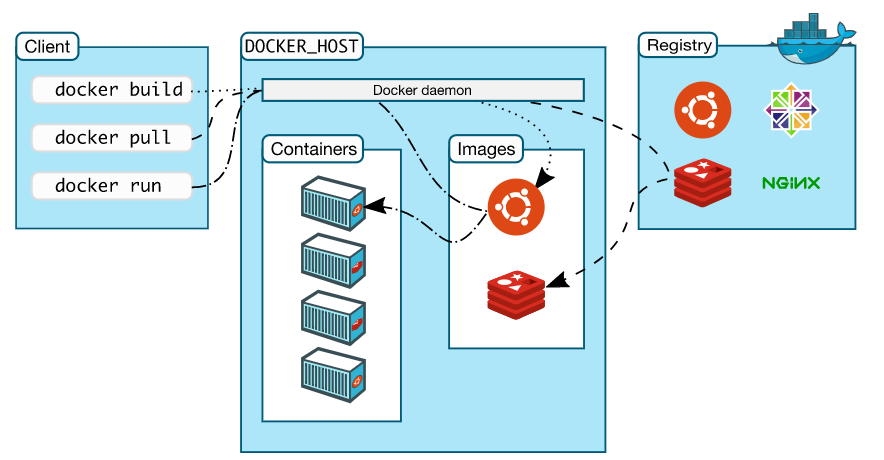 Client
docker build
docker pull
docker run
DOCKER_HOST
Docker daemon
Containers
Images
Registry
NGINX